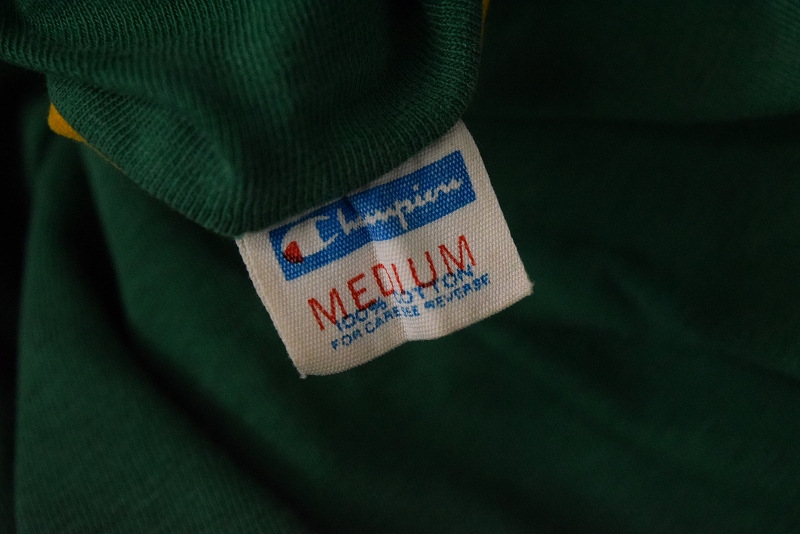 Champion
MEDIUM
100% COTTON
FOR CARE SEE REVERSE